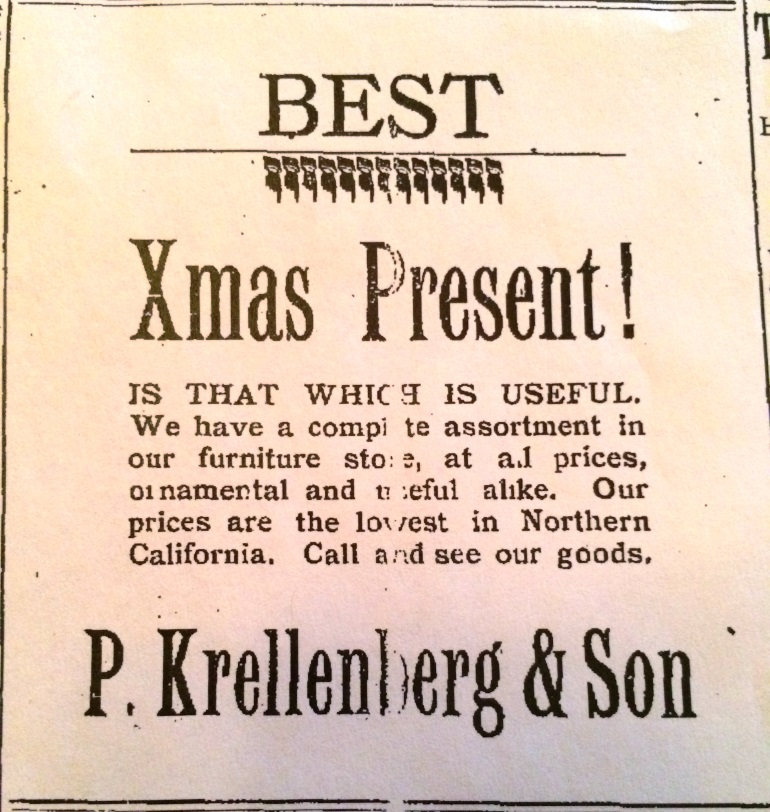 BEST
Xmas Present!
IS THAT WHICH IS USEFUL.
We have a complete assortment in
our furniture store, at all prices,
ornamental and useful alike. Our
prices are the lowest in Northern
California. Call and see our goods.
P. Krellenberg & Son